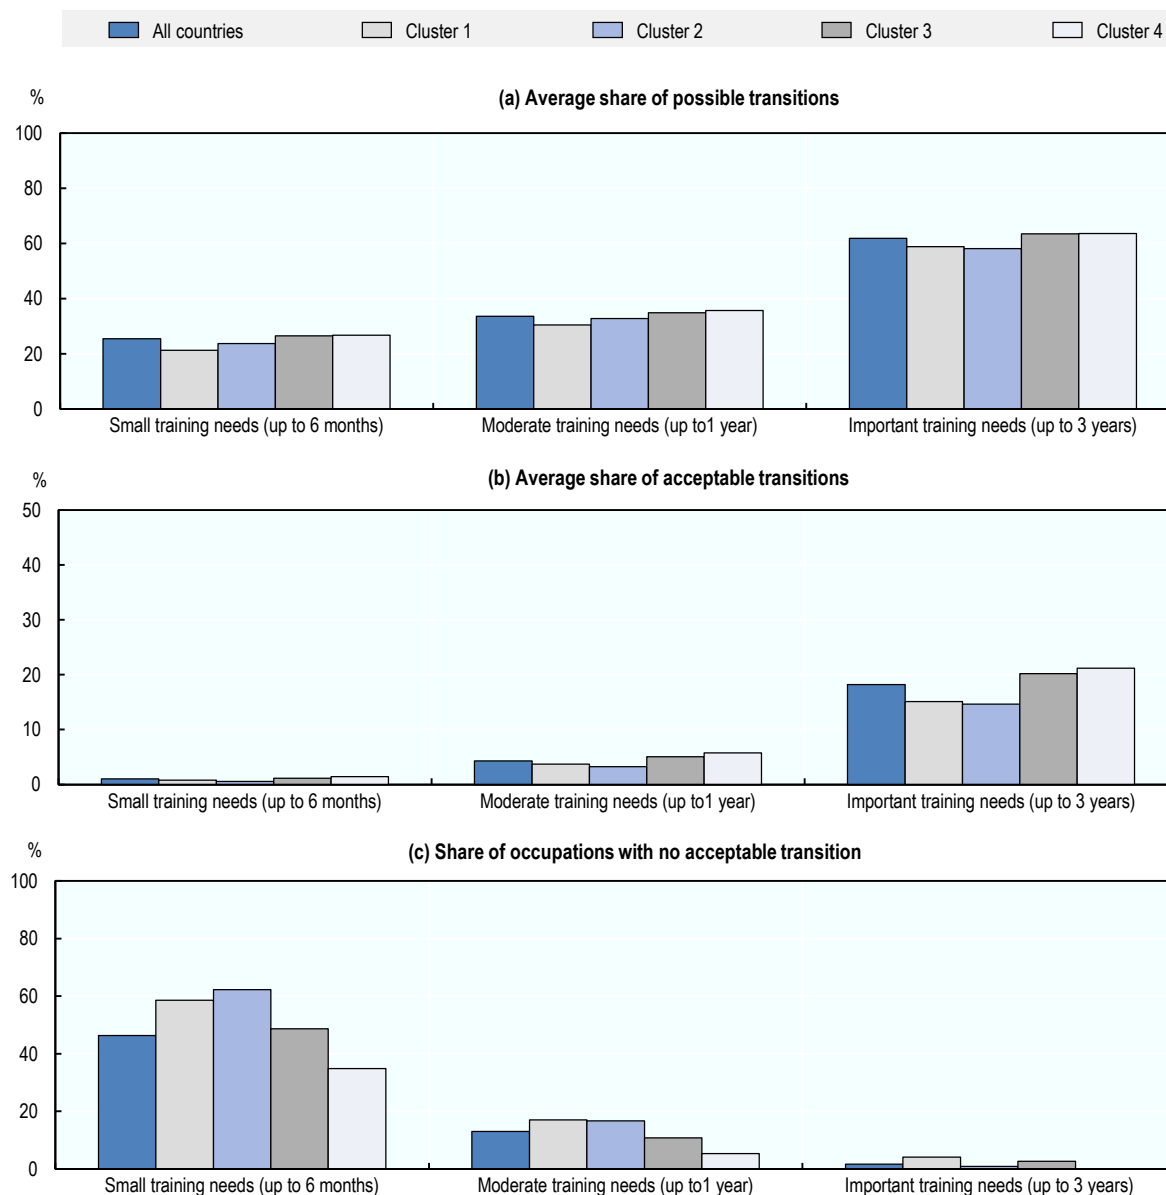 All countries Cluster 1 Cluster 2 Cluster 3 Cluster 4
% (a) Average share of possible transitions
100
80
60
40
20
0
Small training needs (up to 6 months) Moderate training needs (up to1 year) Important training needs (up to 3 years)
% (b) Average share of acceptable transitions
50
40
30
20
10
0
Small training needs (up to 6 months) Moderate training needs (up to1 year) Important training needs (up to 3 years)
% (c) Share of occupations with no acceptable transition
100
80
60
40
20
0
Small training needs (up to 6 months) Moderate training needs (up to1 year) Important training needs (up to 3 years)